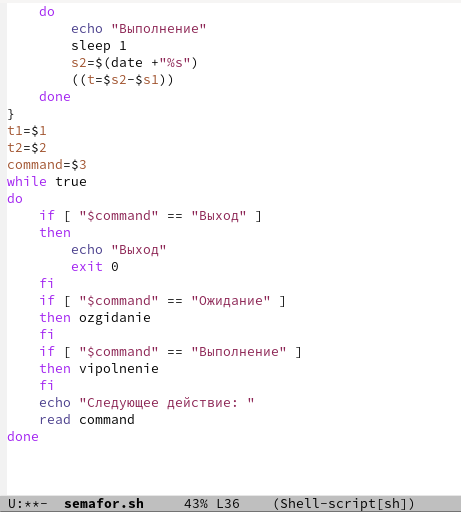 do
        echo "Выполнение"
        sleep 1
        s2=$(date +"%s")
        ((t=$s2-$s1))
    done
}
t1=$1
t2=$2
command=$3
while true
do
    if [ "$command" == "Выход" ]
    then
        echo "Выход"
        exit 0
    fi
    if [ "$command" == "Ожидание" ]
    then ozgidanie
    fi
    if [ "$command" == "Выполнение" ]
    then vipolnenie
    fi
    echo "Следующее действие: "
    read command
done
U:**-  semafor.sh     43% L36    (Shell-script[sh])